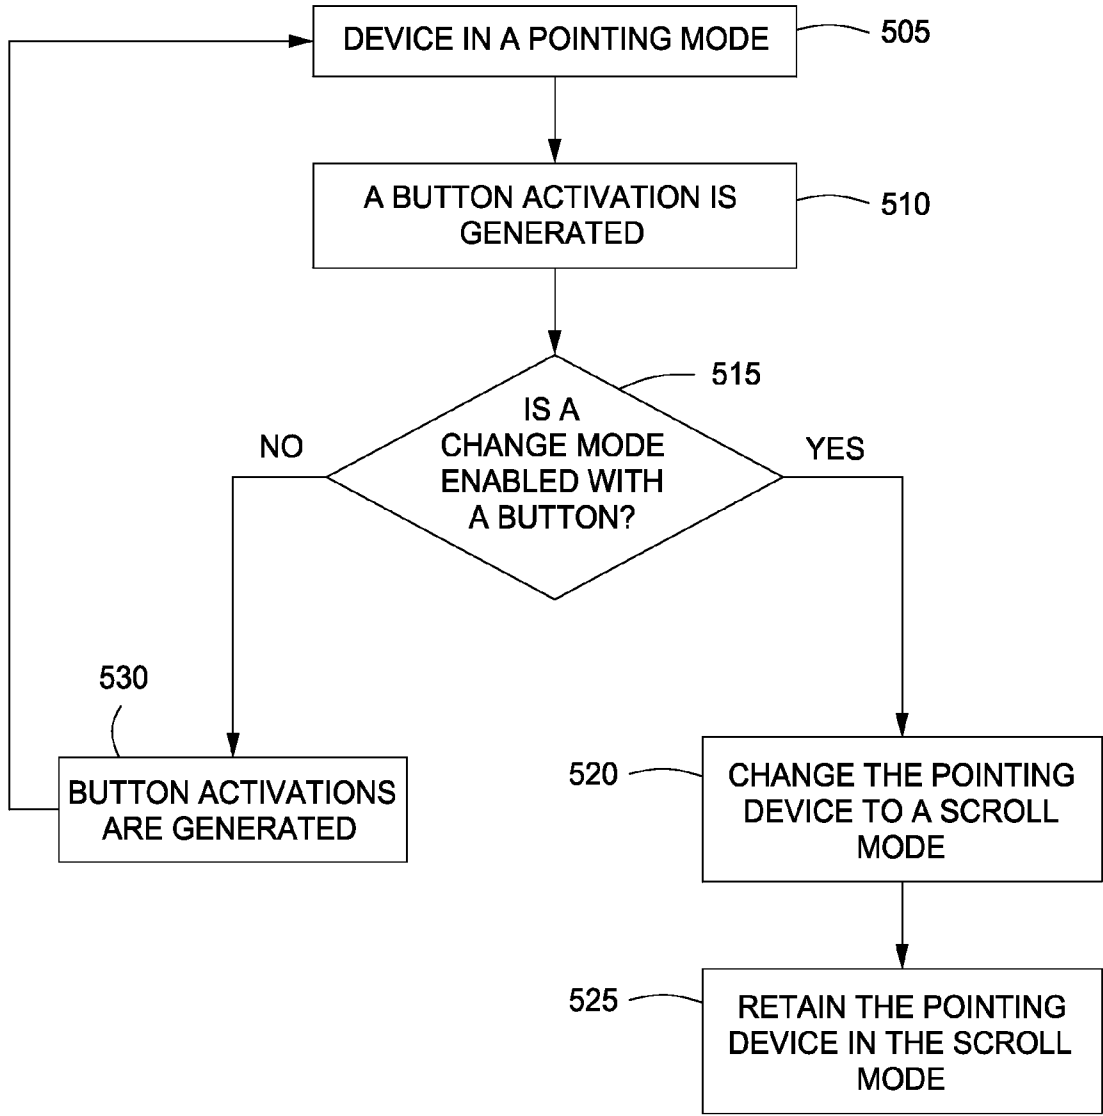 DEVICE IN A POINTING MODE
505
A BUTTON ACTIVATION IS
GENERATED
510
515
IS A
CHANGE MODE
ENABLED WITH
A BUTTON?
NO
YES
530
BUTTON ACTIVATIONS
ARE GENERATED
520
CHANGE THE POINTING
DEVICE TO A SCROLL
MODE
525
RETAIN THE POINTING
DEVICE IN THE SCROLL
MODE